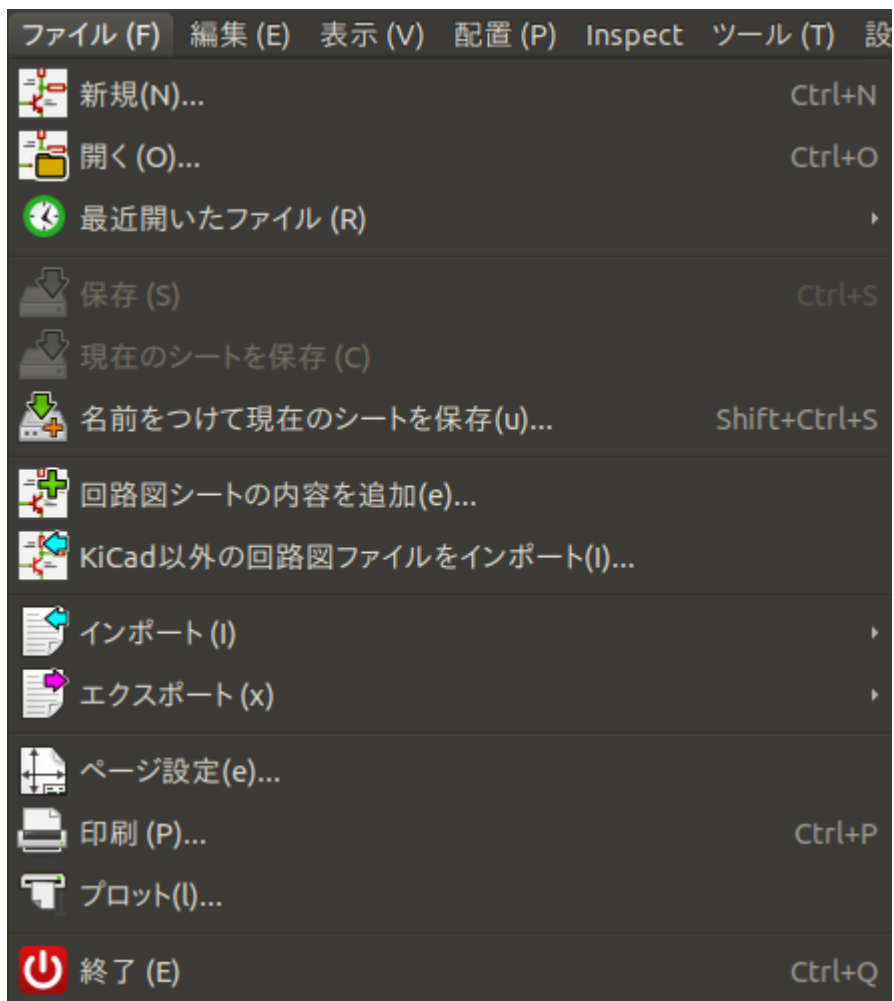 ファイル (F) 編集 (E) 表示 (V) 配置 (P) Inspect ツール (T) 設
新規(N)... Ctrl+N
開く(O)... Ctrl+O
最近開いたファイル (R)
保存 (S) Ctrl+S
現在のシートを保存 (C)
名前をつけて現在のシートを保存(u)... Shift+Ctrl+S
回路図シートの内容を追加(e)...
KiCad以外の回路図ファイルをインポート(I)...
インポート (I)
エクスポート (x)
ページ設定(e)...
印刷 (P)... Ctrl+P
プロット(l)...
終了 (E) Ctrl+Q